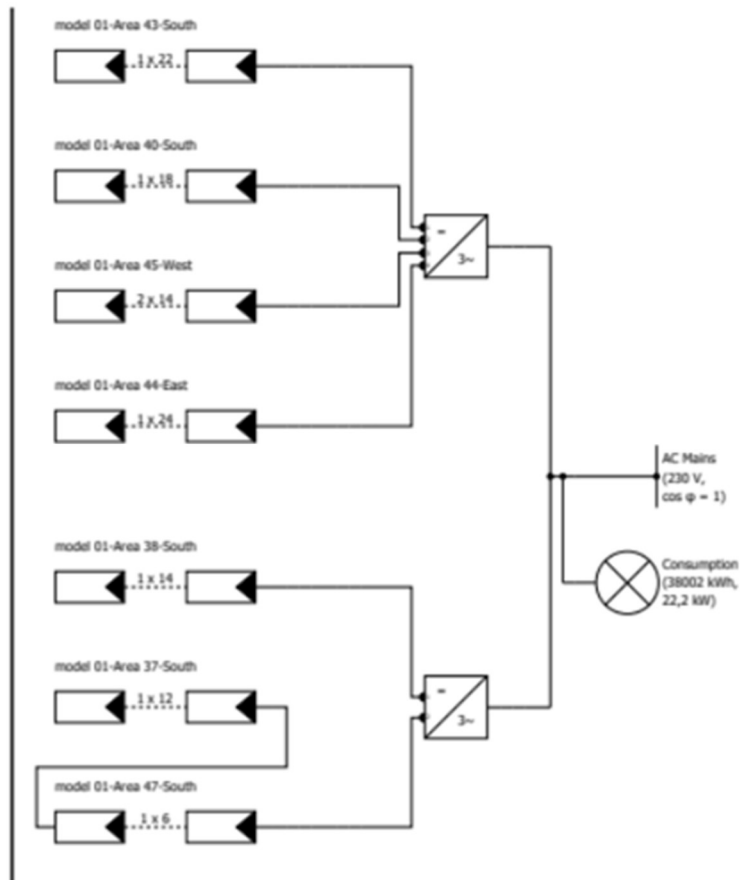 model 01-Area 43-South
1 x 22
model 01-Area 40-South
1 x 18
model 01-Area 45-West
2 x 14
model 01-Area 44-East
1 x 24
=
3~
AC Mains
(230 V,
cos φ = 1)
model 01-Area 38-South
1 x 14
Consumption
(38002 kWh,
22,2 kW)
model 01-Area 37-South
1 x 12
=
3~
model 01-Area 47-South
1 x 6